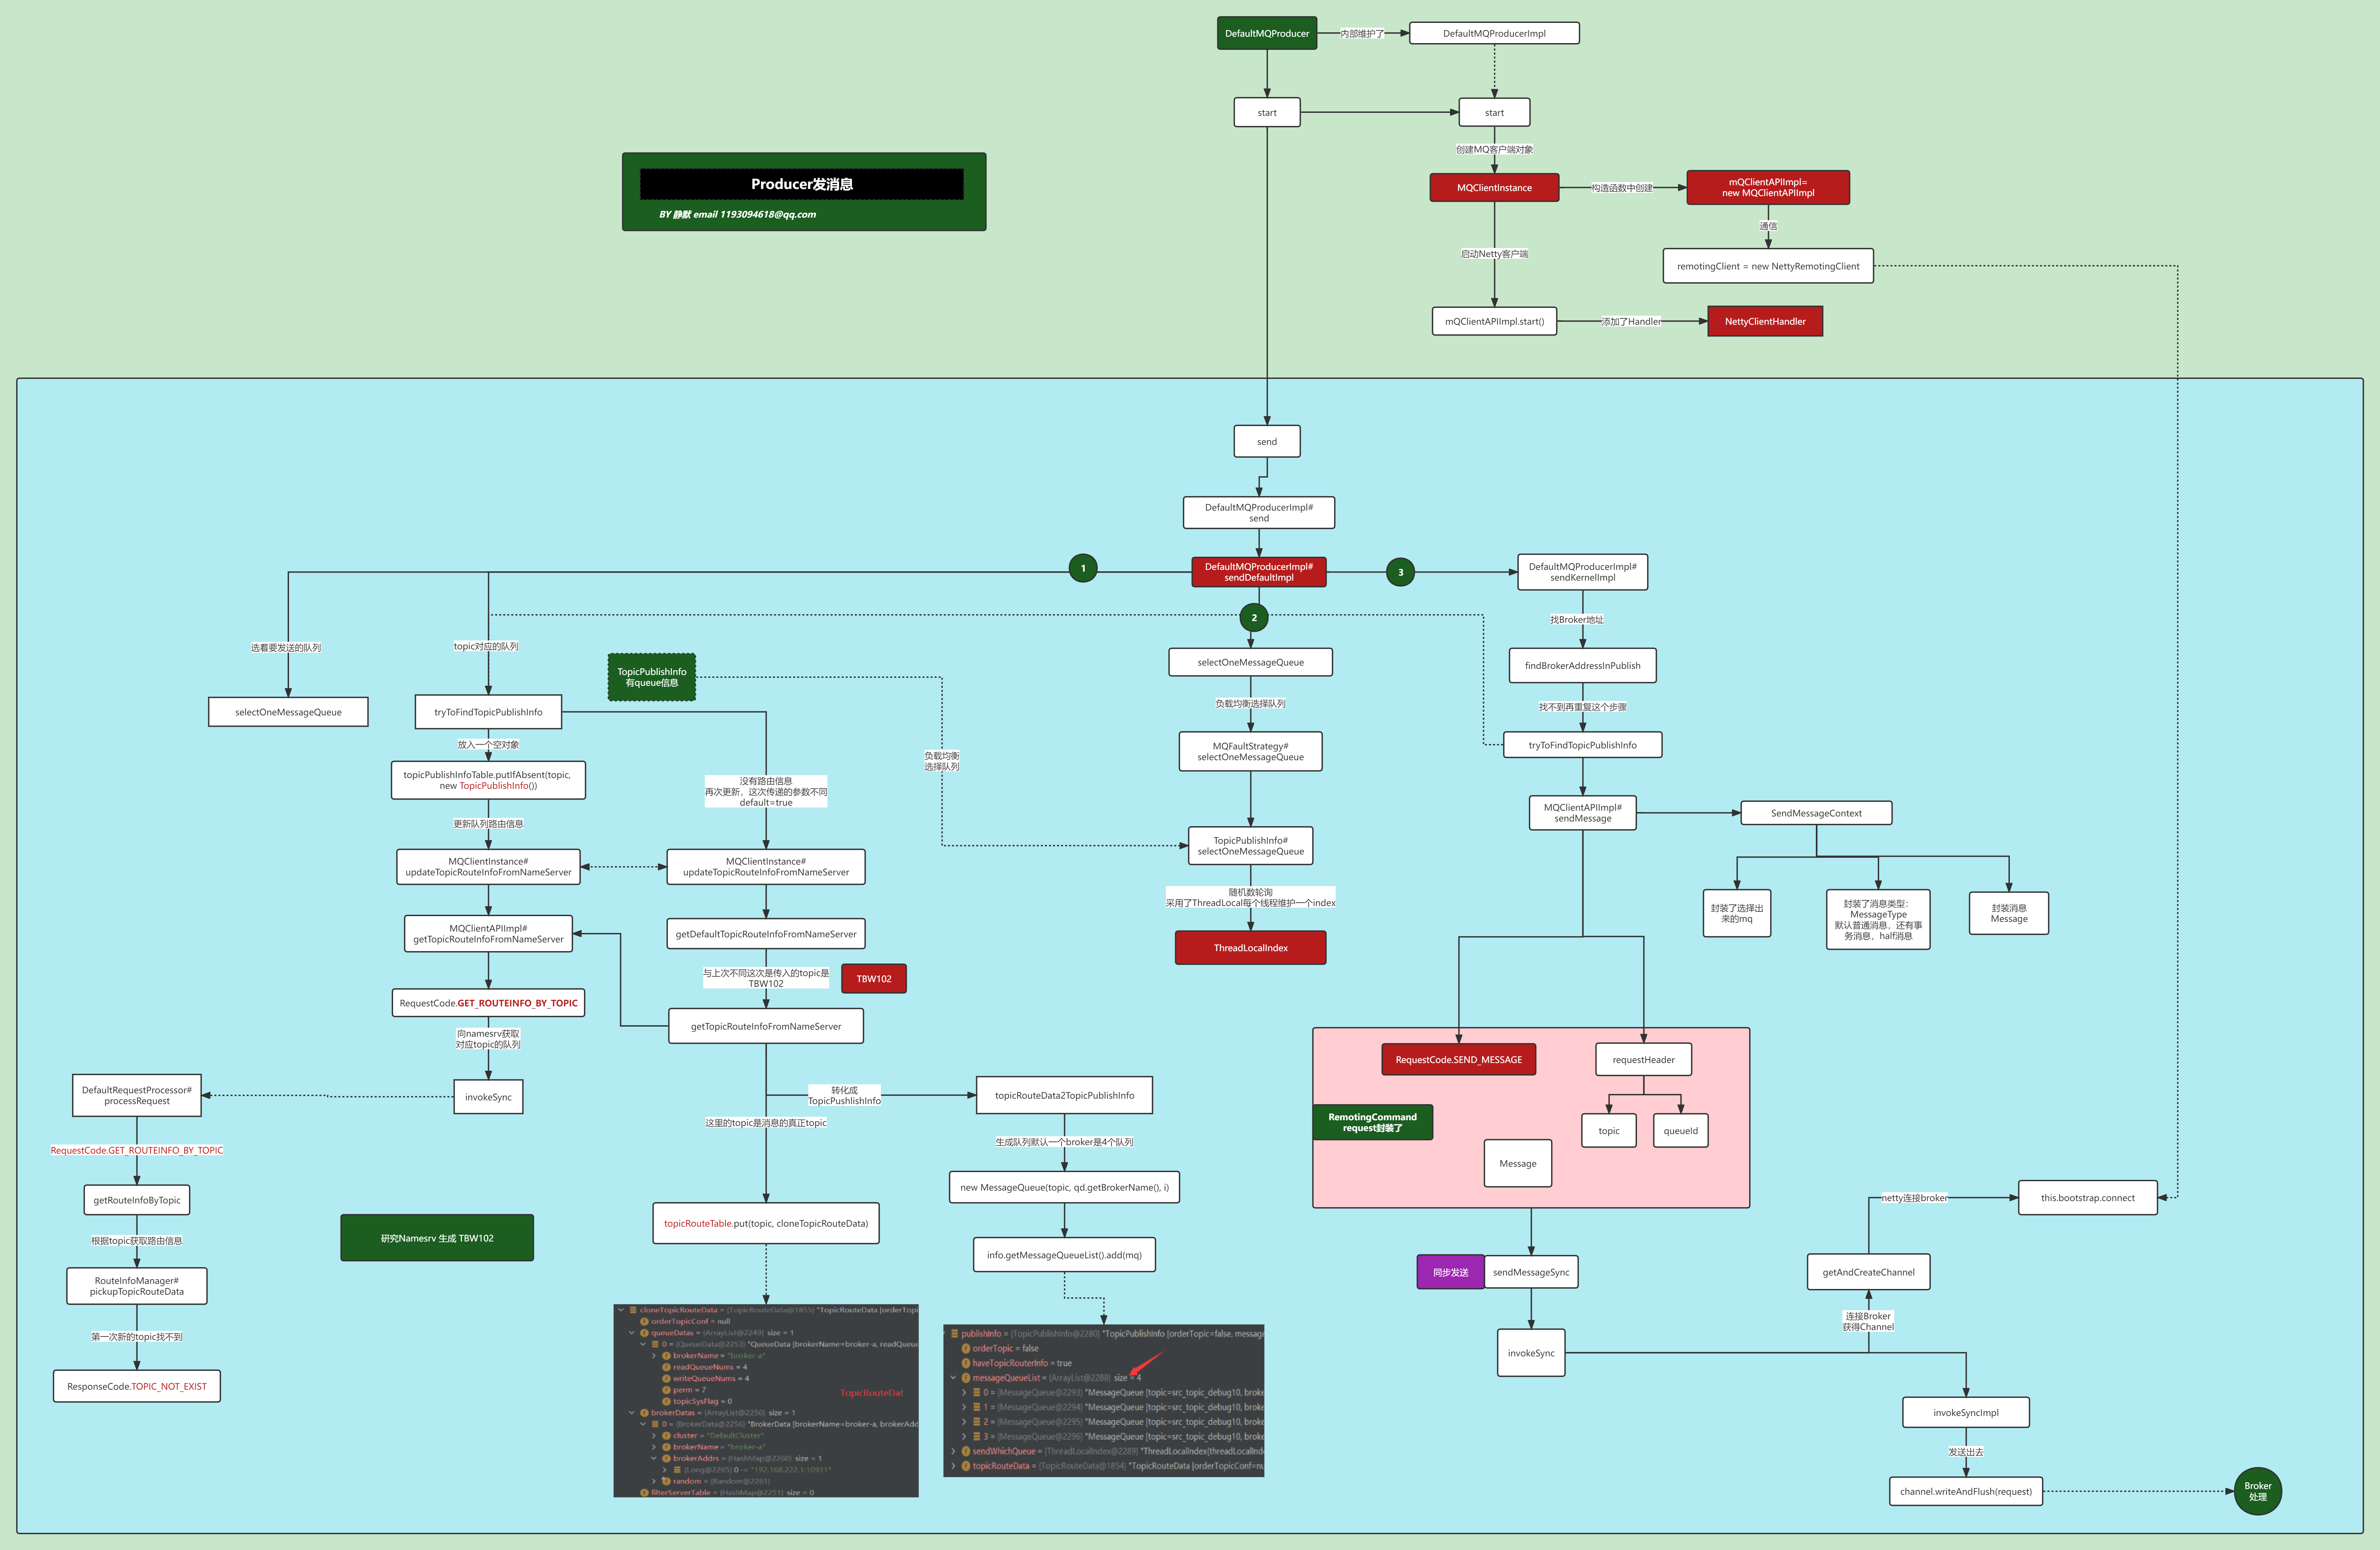 DefaultMQProducer
内部维护了
DefaultMQProducerImpl
start
start
创建MQ客户端对象
Producer发消息
BY 静默 email 1193094618@qq.com
MQClientInstance
构造函数中创建
mQClientAPIImpl=
new MQClientAPIImpl
通信
启动Netty客户端
remotingClient = new NettyRemotingClient
mQClientAPIImpl.start()
添加了Handler
NettyClientHandler
send
DefaultMQProducerImpl#
send
1
DefaultMQProducerImpl#
sendDefaultImpl
3
DefaultMQProducerImpl#
sendKernelImpl
2
选着要发送的队列
topic对应的队列
找Broker地址
TopicPublishInfo
有queue信息
selectOneMessageQueue
findBrokerAddressInPublish
selectOneMessageQueue
tryToFindTopicPublishInfo
负载均衡选择队列
找不到再重复这个步骤
放入一个空对象
MQFaultStrategy#
selectOneMessageQueue
tryToFindTopicPublishInfo
负载均衡
选择队列
topicPublishInfoTable.putIfAbsent(topic,
new TopicPublishInfo())
没有路由信息
再次更新，这次传递的参数不同
default=true
更新队列路由信息
MQClientAPIImpl#
sendMessage
SendMessageContext
TopicPublishInfo#
selectOneMessageQueue
MQClientInstance#
updateTopicRouteInfoFromNameServer
MQClientInstance#
updateTopicRouteInfoFromNameServer
随机数轮询
采用了ThreadLocal每个线程维护一个index
封装了选择出
来的mq
封装了消息类型：
MessageType
默认普通消息，还有事
务消息，half消息
封装消息
Message
MQClientAPIImpl#
getTopicRouteInfoFromNameServer
getDefaultTopicRouteInfoFromNameServer
ThreadLocalIndex
与上次不同这次是传入的topic是
TBW102
TBW102
RequestCode.GET_ROUTEINFO_BY_TOPIC
getTopicRouteInfoFromNameServer
向namesrv获取
对应topic的队列
RequestCode.SEND_MESSAGE
requestHeader
DefaultRequestProcessor#
processRequest
invokeSync
转化成
TopicPushlishInfo
topicRouteData2TopicPublishInfo
这里的topic是消息的真正topic
RemotingCommand
request封装了
topic
queueId
生成队列默认一个broker是4个队列
RequestCode.GET_ROUTEINFO_BY_TOPIC
Message
getRouteInfoByTopic
new MessageQueue(topic, qd.getBrokerName(), i)
netty连接broker
this.bootstrap.connect
topicRouteTable.put(topic, cloneTopicRouteData)
根据topic获取路由信息
研究Namesrv 生成 TBW102
info.getMessageQueueList().add(mq)
RouteInfoManager#
pickupTopicRouteData
同步发送
sendMessageSync
getAndCreateChannel
第一次新的topic找不到
连接Broker
获得Channel
invokeSync
ResponseCode.TOPIC_NOT_EXIST
cloneTopicRouteData = {TopicRouteData@1855} "TopicRouteData [orderTopi
orderTopicConf = null
queueDatas = {ArrayList@2249} size = 1
0 = {QueueData@2253} "QueueData [brokerName=broker-a, readQueue
brokerName = "broker-a"
readQueueNums = 4
writeQueueNums = 4
perm = 7
topicSysFlag = 0
TopicRouteDat
brokerDatas = {ArrayList@2250} size = 1
0 = {BrokerData@2256} "BrokerData [brokerName=broker-a, brokerAdd
cluster = "DefaultCluster"
brokerName = "broker-a"
brokerAddrs = {HashMap@2260} size = 1
{Long@2265} 0 -> "192.168.222.1:10911"
random = {Random@2261}
filterServerTable = {HashMap@2251} size = 0
publishInfo = {TopicPublishInfo@2280} "TopicPublishInfo [orderTopic=false, message
orderTopic = false
haveTopicRouterInfo = true
messageQueueList = {ArrayList@2288} size = 4
0 = {MessageQueue@2293} "MessageQueue [topic=src_topic_debug10, broke
1 = {MessageQueue@2294} "MessageQueue [topic=src_topic_debug10, broke
2 = {MessageQueue@2295} "MessageQueue [topic=src_topic_debug10, broke
3 = {MessageQueue@2296} "MessageQueue [topic=src_topic_debug10, broke
sendWhichQueue = {ThreadLocalIndex@2289} "ThreadLocalIndex{threadLocalInd
topicRouteData = {TopicRouteData@1854} "TopicRouteData [orderTopicConf=nu
invokeSyncImpl
发送出去
channel.writeAndFlush(request)
Broker
处理